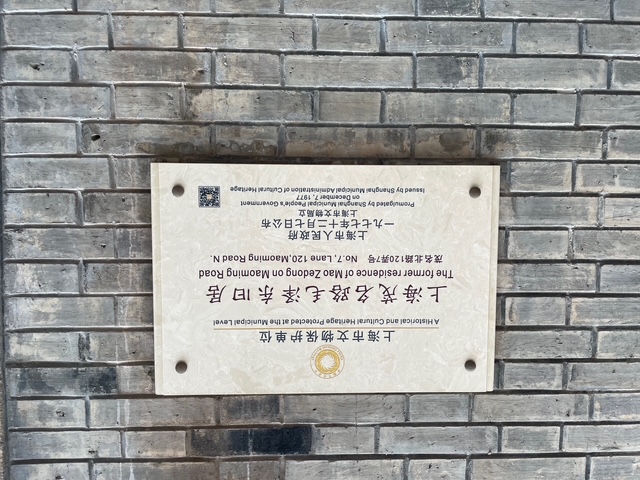 上海市文物保护单位
A Historical and Cultural Heritage Protected at the Municipal Level
上海茂名路毛泽东旧居
The former residence of Mao Zedong on Maoming Road
茂名北路120弄7号 No.7, Lane 120,Maoming Road N.
上海市人民政府
一九七七年十二月七日公布
上海市文物局立
Promulgated by Shanghai Municipal People's Government
on December, 7, 1977
Issued by Shanghai Municipal Administration of Cultural Heritage